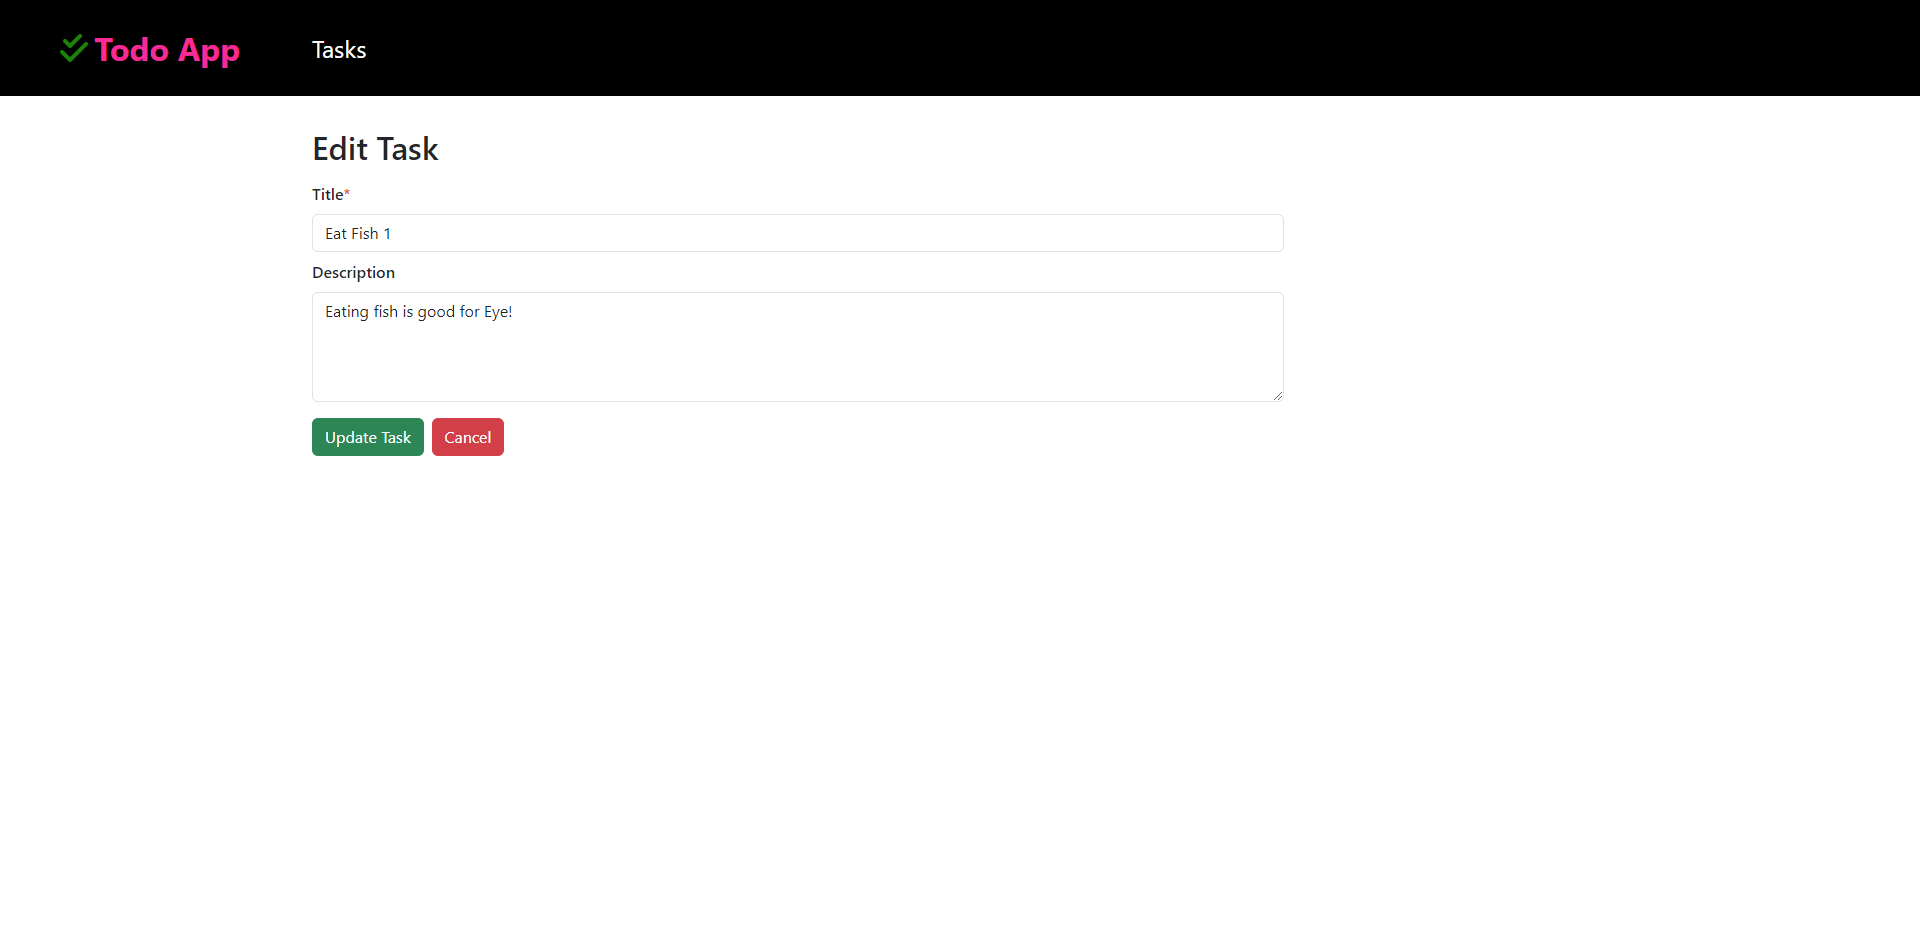 Todo App
Tasks
Edit Task
Title*
Eat Fish 1
Description
Eating fish is good for Eye!
Update Task
Cancel